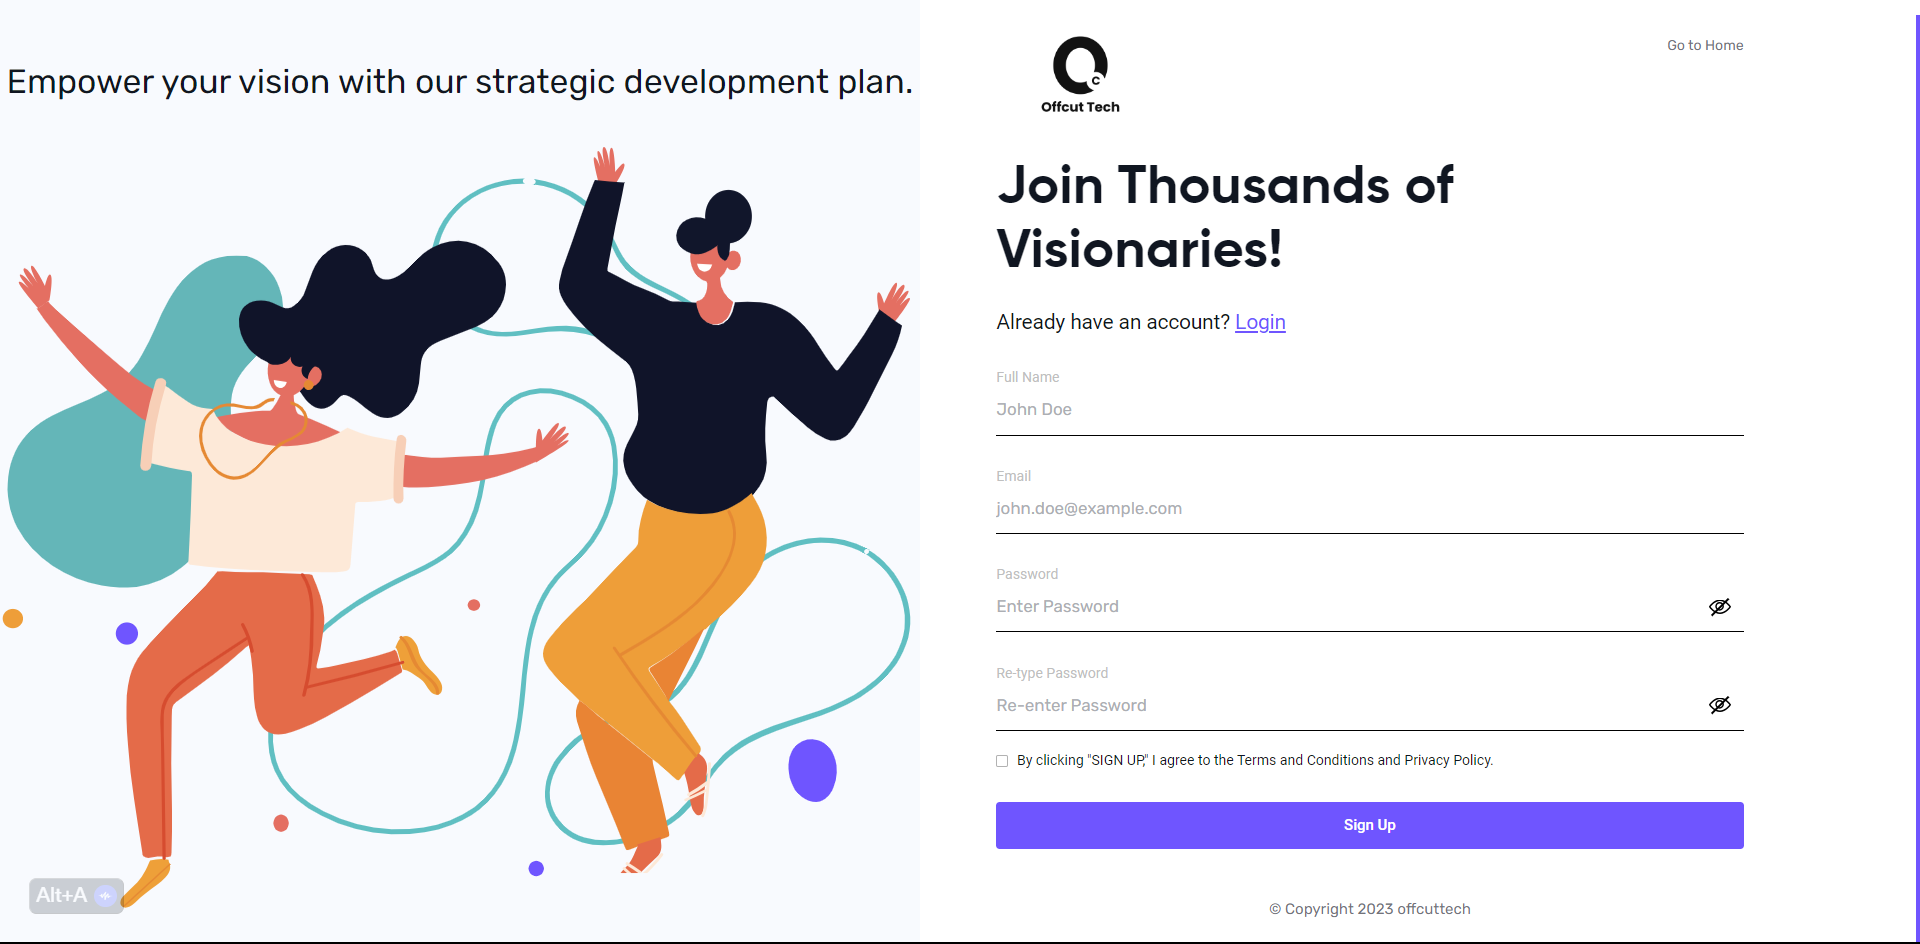 Empower your vision with our strategic development plan.
Alt+A
C
Offcut Tech
Go to Home
Join Thousands of
Visionaries!
Already have an account? Login
Full Name
John Doe
Email
john.doe@example.com
Password
Enter Password
Re-type Password
Re-enter Password
By clicking "SIGN UP," I agree to the Terms and Conditions and Privacy Policy.
Sign Up
© Copyright 2023 offcuttech